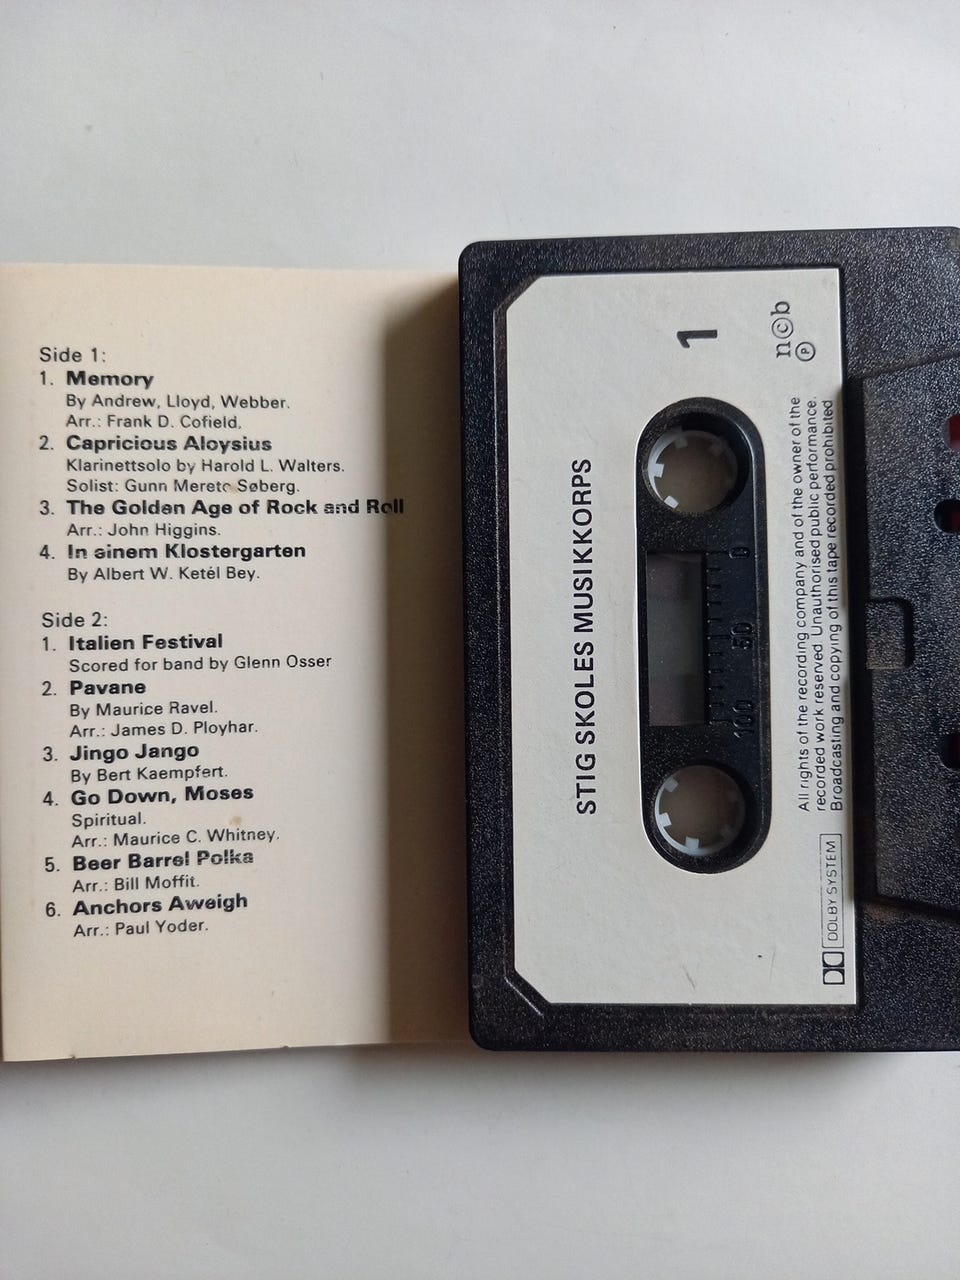 Side 1:
1. Memory
By Andrew, Lloyd, Webber.
Arr.: Frank D. Cofield.
2. Capricious Aloysius
Klarinettsolo by Harold L. Walters.
Solist: Gunn Merete Søberg.
3. The Golden Age of Rock and Roll
Arr.: John Higgins.
4. In einem Klostergarten
By Albert W. Ketél Bey.
Side 2:
1. Italien Festival
Scored for band by Glenn Osser
2. Pavane
By Maurice Ravel.
Arr.: James D. Ployhar.
3. Jingo Jango
By Bert Kaempfert.
4. Go Down, Moses
Spiritual.
Arr.: Maurice C. Whitney.
5. Beer Barrel Polka
Arr.: Bill Moffit.
6. Anchors Aweigh
Arr.: Paul Yoder.
STIG SKOLES MUSIKKORPS
1
0 50 100
n©b
℗
All rights of the recording company and of the owner of the
recorded work reserved Unauthorised public performance.
Broadcasting and copying of this tape recorded prohibited
DOLBY SYSTEM